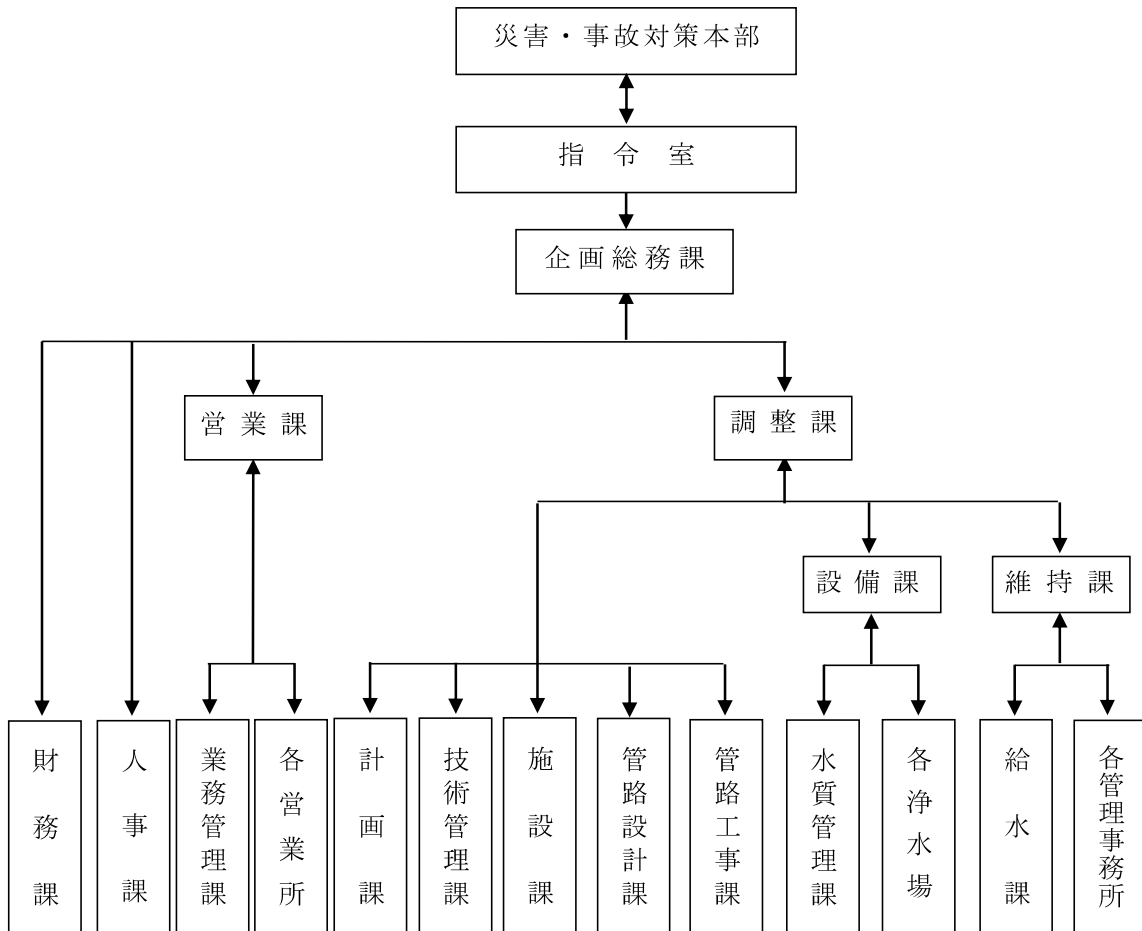 災害・事故対策本部
指令室
企画総務課
営業課
調整課
設備課
維持課
財務課
人事課
業務管理課
各営業所
計画課
技術管理課
施設課
管路設計課
管路工事課
水質管理課
各浄水場
給水課
各管理事務所